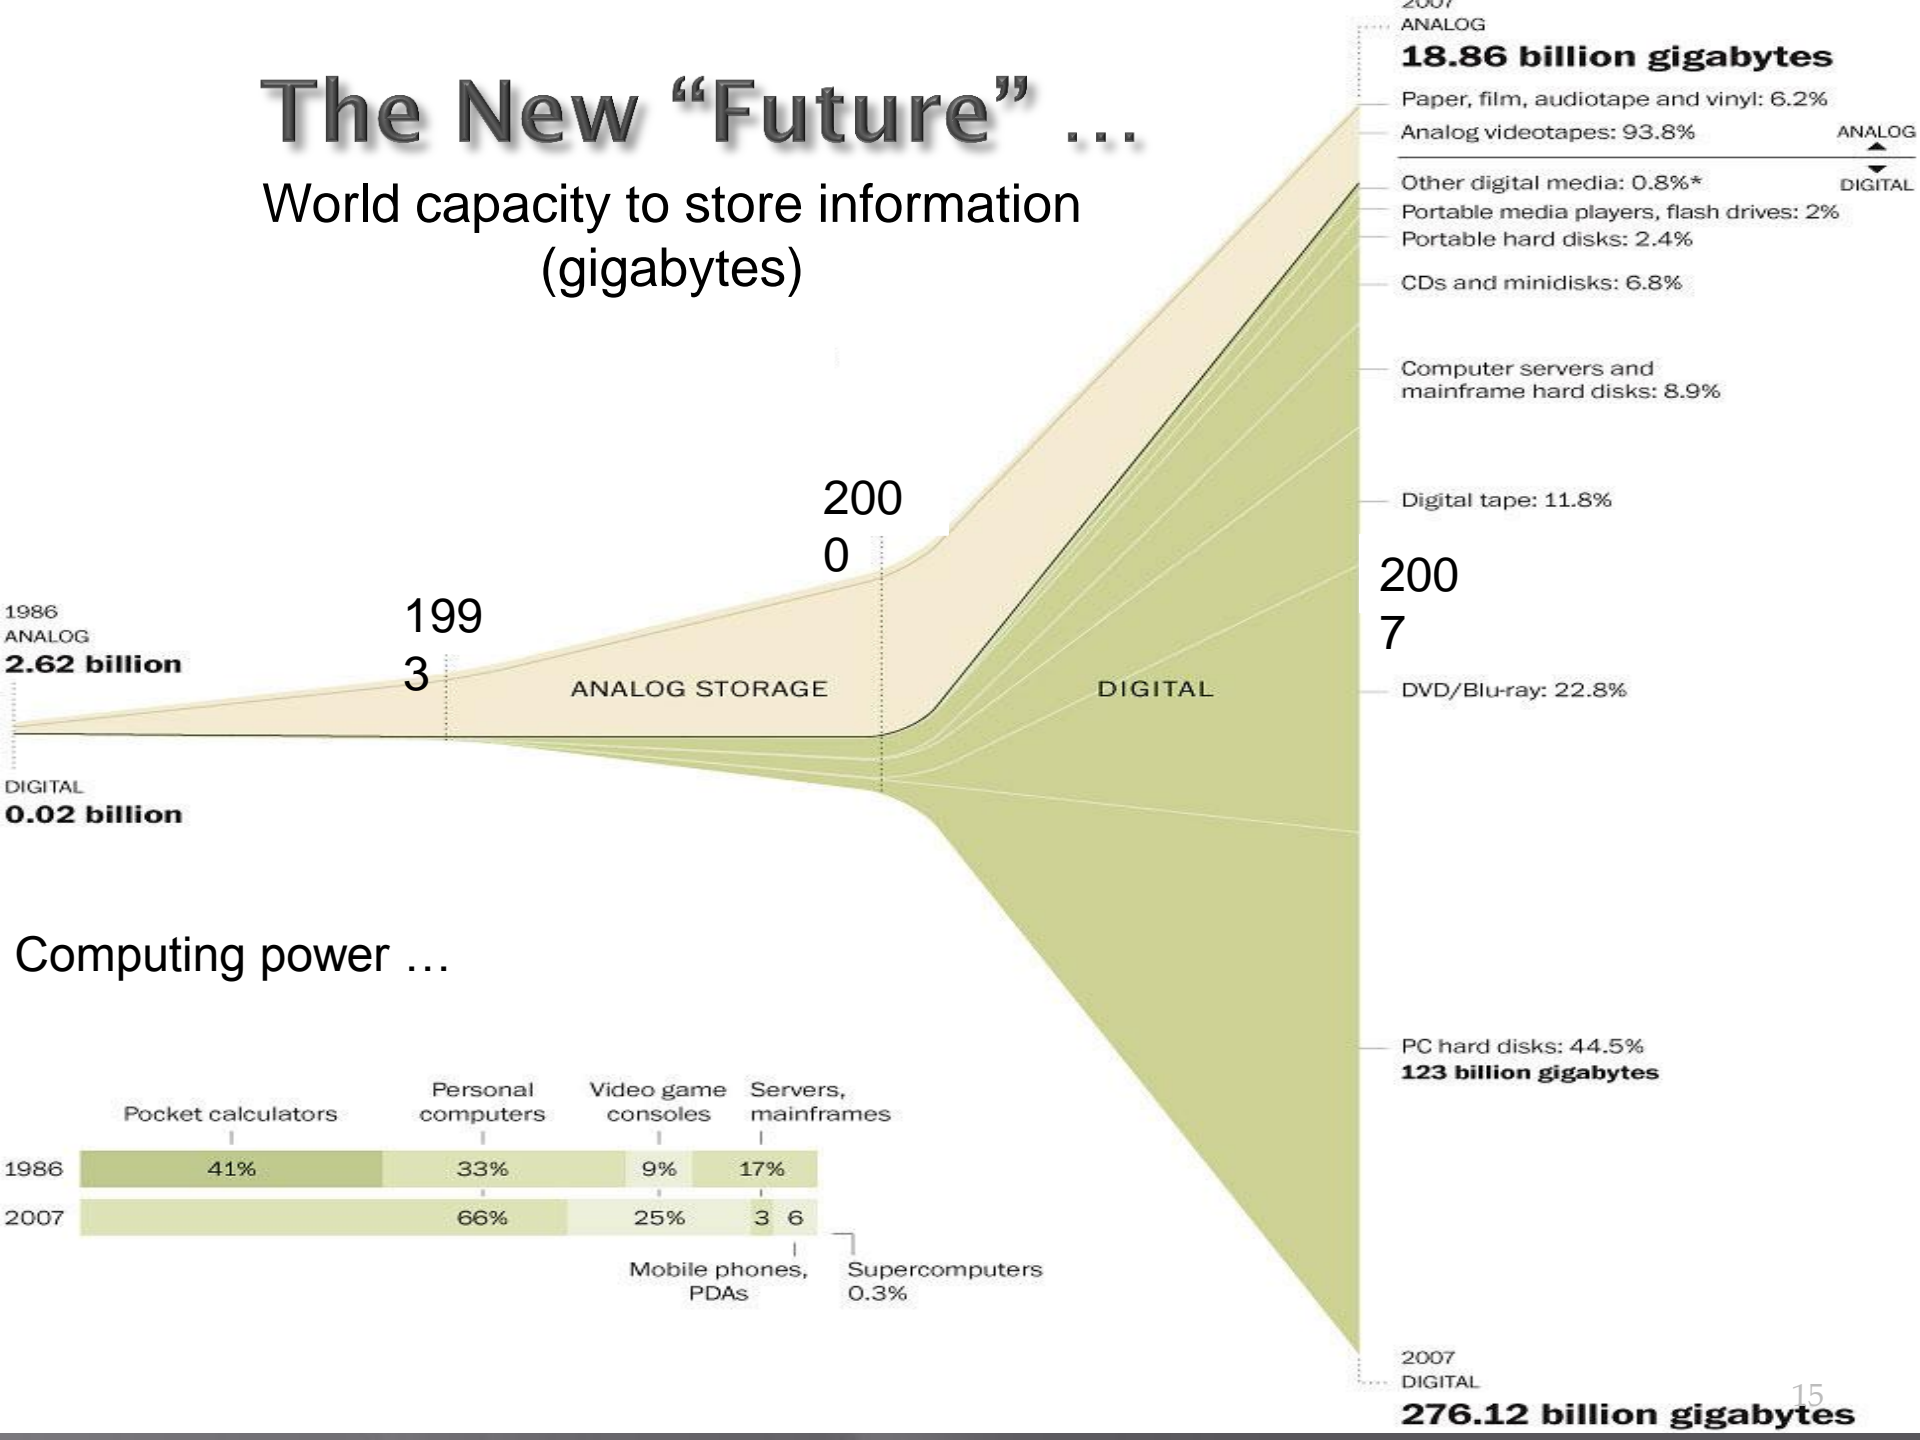 The New “Future” …
World capacity to store information
(gigabytes)
2007
ANALOG
18.86 billion gigabytes
Paper, film, audiotape and vinyl: 6.2%
Analog videotapes: 93.8%
ANALOG
DIGITAL
Other digital media: 0.8%*
Portable media players, flash drives: 2%
Portable hard disks: 2.4%
CDs and minidisks: 6.8%
Computer servers and
mainframe hard disks: 8.9%
Digital tape: 11.8%
200
7
DVD/Blu-ray: 22.8%
PC hard disks: 44.5%
123 billion gigabytes
2007
DIGITAL
276.12 billion gigabytes
200
0
199
3
1986
ANALOG
2.62 billion
ANALOG STORAGE
DIGITAL
DIGITAL
0.02 billion
Computing power …
Pocket calculators
Personal
computers
Video game
consoles
Servers,
mainframes
1986 41% 33% 9% 17%
2007 66% 25% 3 6
Mobile phones,
PDAs
Supercomputers
0.3%
15